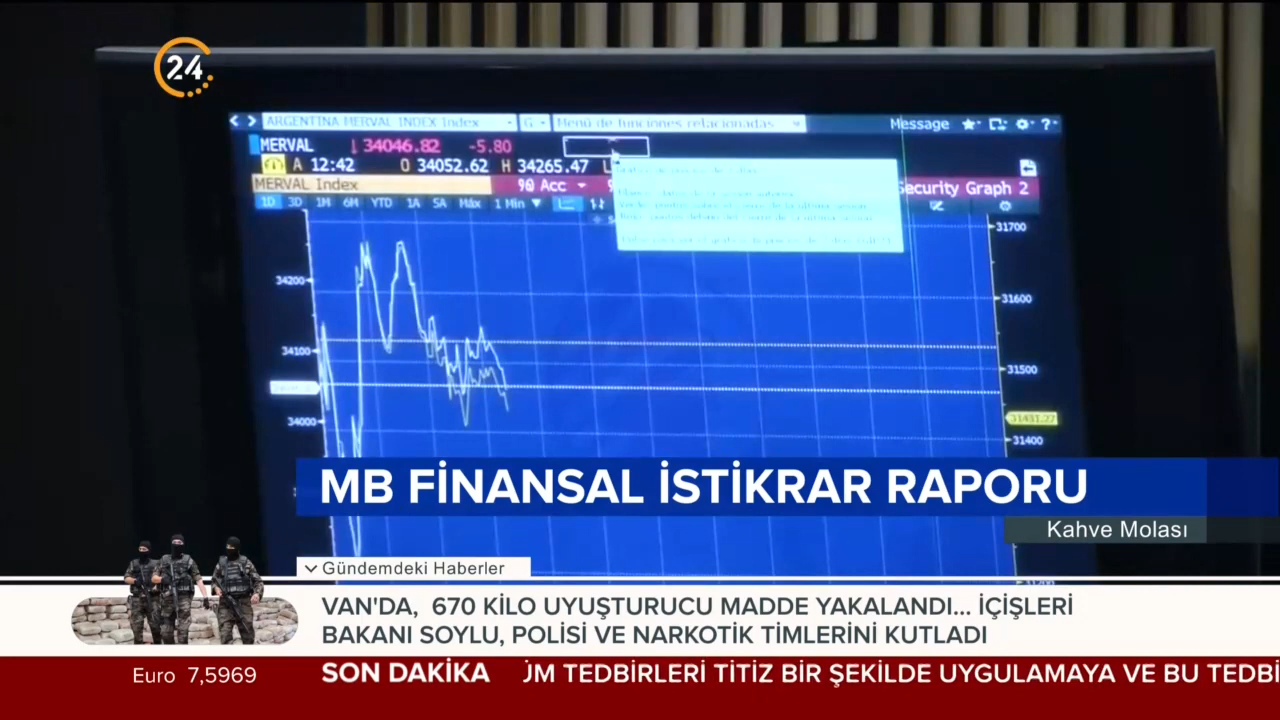 24
ARGENTINA MERVAL INDEX Index
G
Menú de funciones relacionadas
Message
?
MERVAL
34046.82
-5.80
A 12:42
O 34052.62 H 34265.47 L
MERVAL Index
90 Acc
Security Graph 2
1D 3D 1M 6M YTD 1A 5A Máx 1 Min
31700
34200
31600
34100
31500
34000
31431.27
31400
MB FİNANSAL İSTİKRAR RAPORU
Kahve Molası
Gündemdeki Haberler
VAN'DA, 670 KİLO UYUŞTURUCU MADDE YAKALANDI... İÇİŞLERİ
BAKANI SOYLU, POLİSİ VE NARKOTİK TİMLERİNİ KUTLADI
Euro 7,5969
SON DAKİKA
ÜM TEDBİRLERİ TİTİZ BİR ŞEKİLDE UYGULAMAYA VE BU TEDBİ